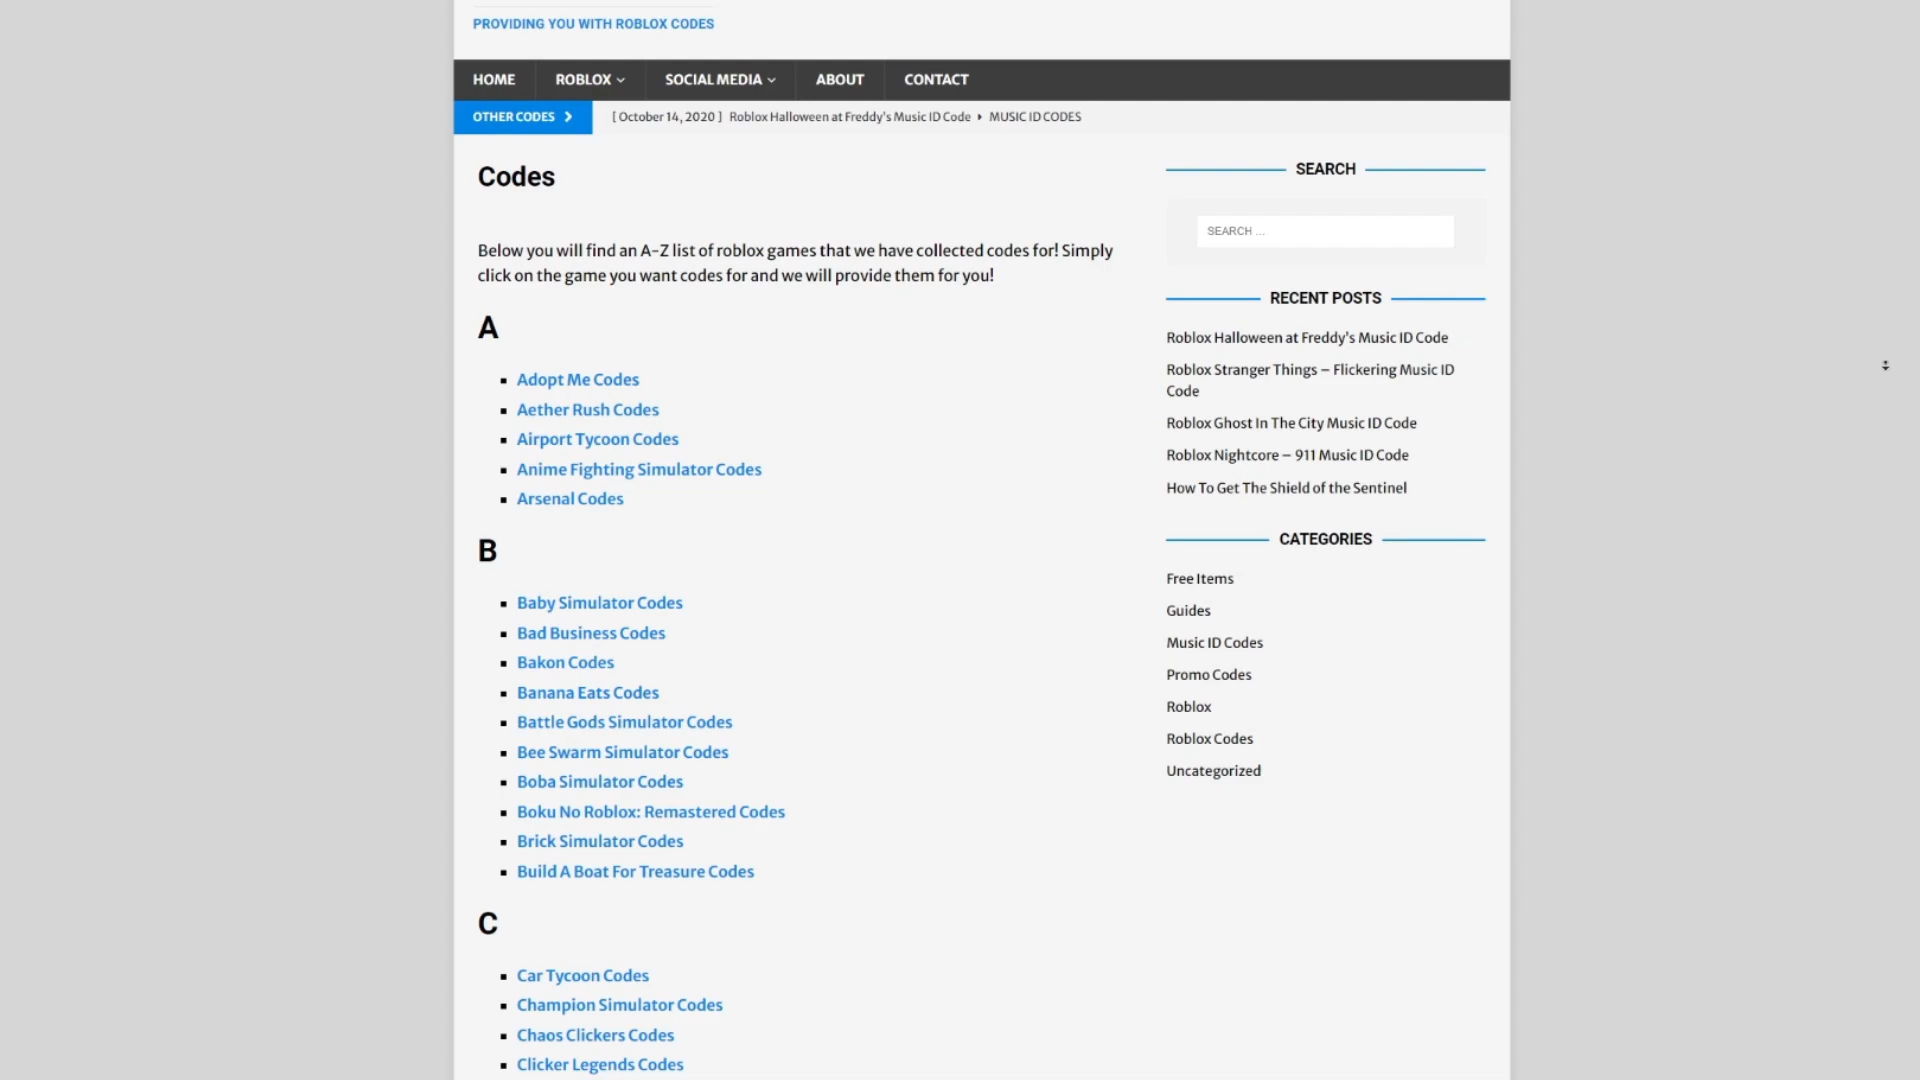 PROVIDING YOU WITH ROBLOX CODES
HOME ROBLOX SOCIAL MEDIA ABOUT CONTACT
OTHER CODES [ October 14, 2020 ] Roblox Halloween at Freddy's Music ID Code MUSIC ID CODES
Codes
Below you will find an A-Z list of roblox games that we have collected codes for! Simply
click on the game you want codes for and we will provide them for you!
A
Adopt Me Codes
Aether Rush Codes
Airport Tycoon Codes
Anime Fighting Simulator Codes
Arsenal Codes
B
Baby Simulator Codes
Bad Business Codes
Bakon Codes
Banana Eats Codes
Battle Gods Simulator Codes
Bee Swarm Simulator Codes
Boba Simulator Codes
Boku No Roblox: Remastered Codes
Brick Simulator Codes
Build A Boat For Treasure Codes
C
Car Tycoon Codes
Champion Simulator Codes
Chaos Clickers Codes
Clicker Legends Codes
SEARCH
SEARCH ...
RECENT POSTS
Roblox Halloween at Freddy's Music ID Code
Roblox Stranger Things – Flickering Music ID
Code
Roblox Ghost In The City Music ID Code
Roblox Nightcore – 911 Music ID Code
How To Get The Shield of the Sentinel
CATEGORIES
Free Items
Guides
Music ID Codes
Promo Codes
Roblox
Roblox Codes
Uncategorized